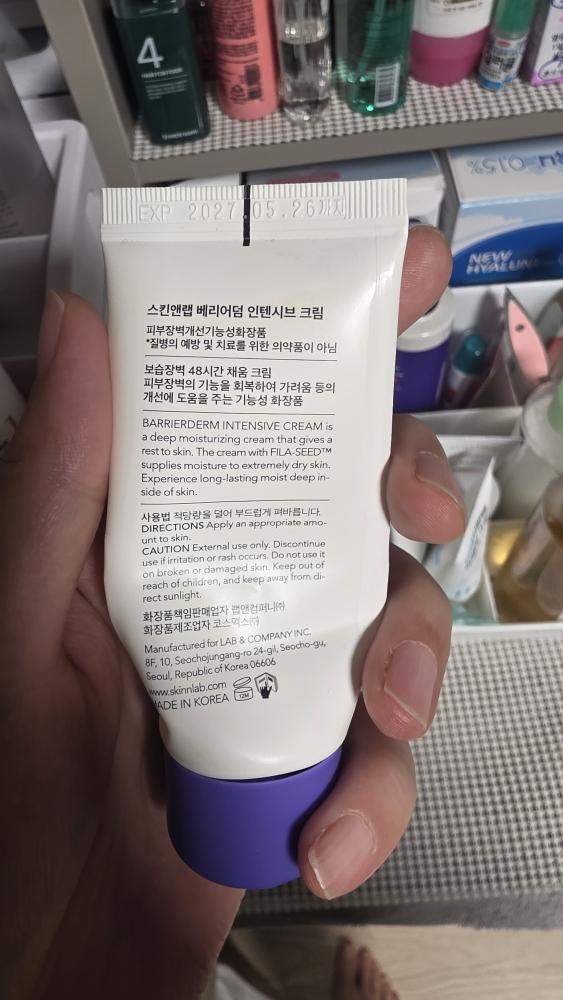 4
0.15%
NEW
HYALUNI
EXP 2027.05.26까지
스킨앤랩 베리어덤 인텐시브 크림
피부장벽개선기능성화장품
*질병의 예방 및 치료를 위한 의약품이 아님
보습장벽 48시간 채움 크림
피부장벽의 기능을 회복하여 가려움 등의
개선에 도움을 주는 기능성 화장품
BARRIERDERM INTENSIVE CREAM is
a deep moisturizing cream that gives a
rest to skin. The cream with FILA-SEED™
supplies moisture to extremely dry skin.
Experience long-lasting moist deep in-
side of skin.
사용법 적당량을 덜어 부드럽게 펴바릅니다.
DIRECTIONS Apply an appropriate amo-
unt to skin.
CAUTION External use only. Discontinue
use if irritation or rash occurs. Do not use it
on broken or damaged skin. Keep out of
reach of children, and keep away from di-
rect sunlight.
화장품책임판매업자 랩앤컴퍼니㈜
화장품제조업자 코스맥스㈜
Manufactured for LAB & COMPANY INC.
8F, 10, Seochojungang-ro 24-gil, Seocho-gu,
Seoul, Republic of Korea 06606
www.skinnlab.com
MADE IN KOREA 12M